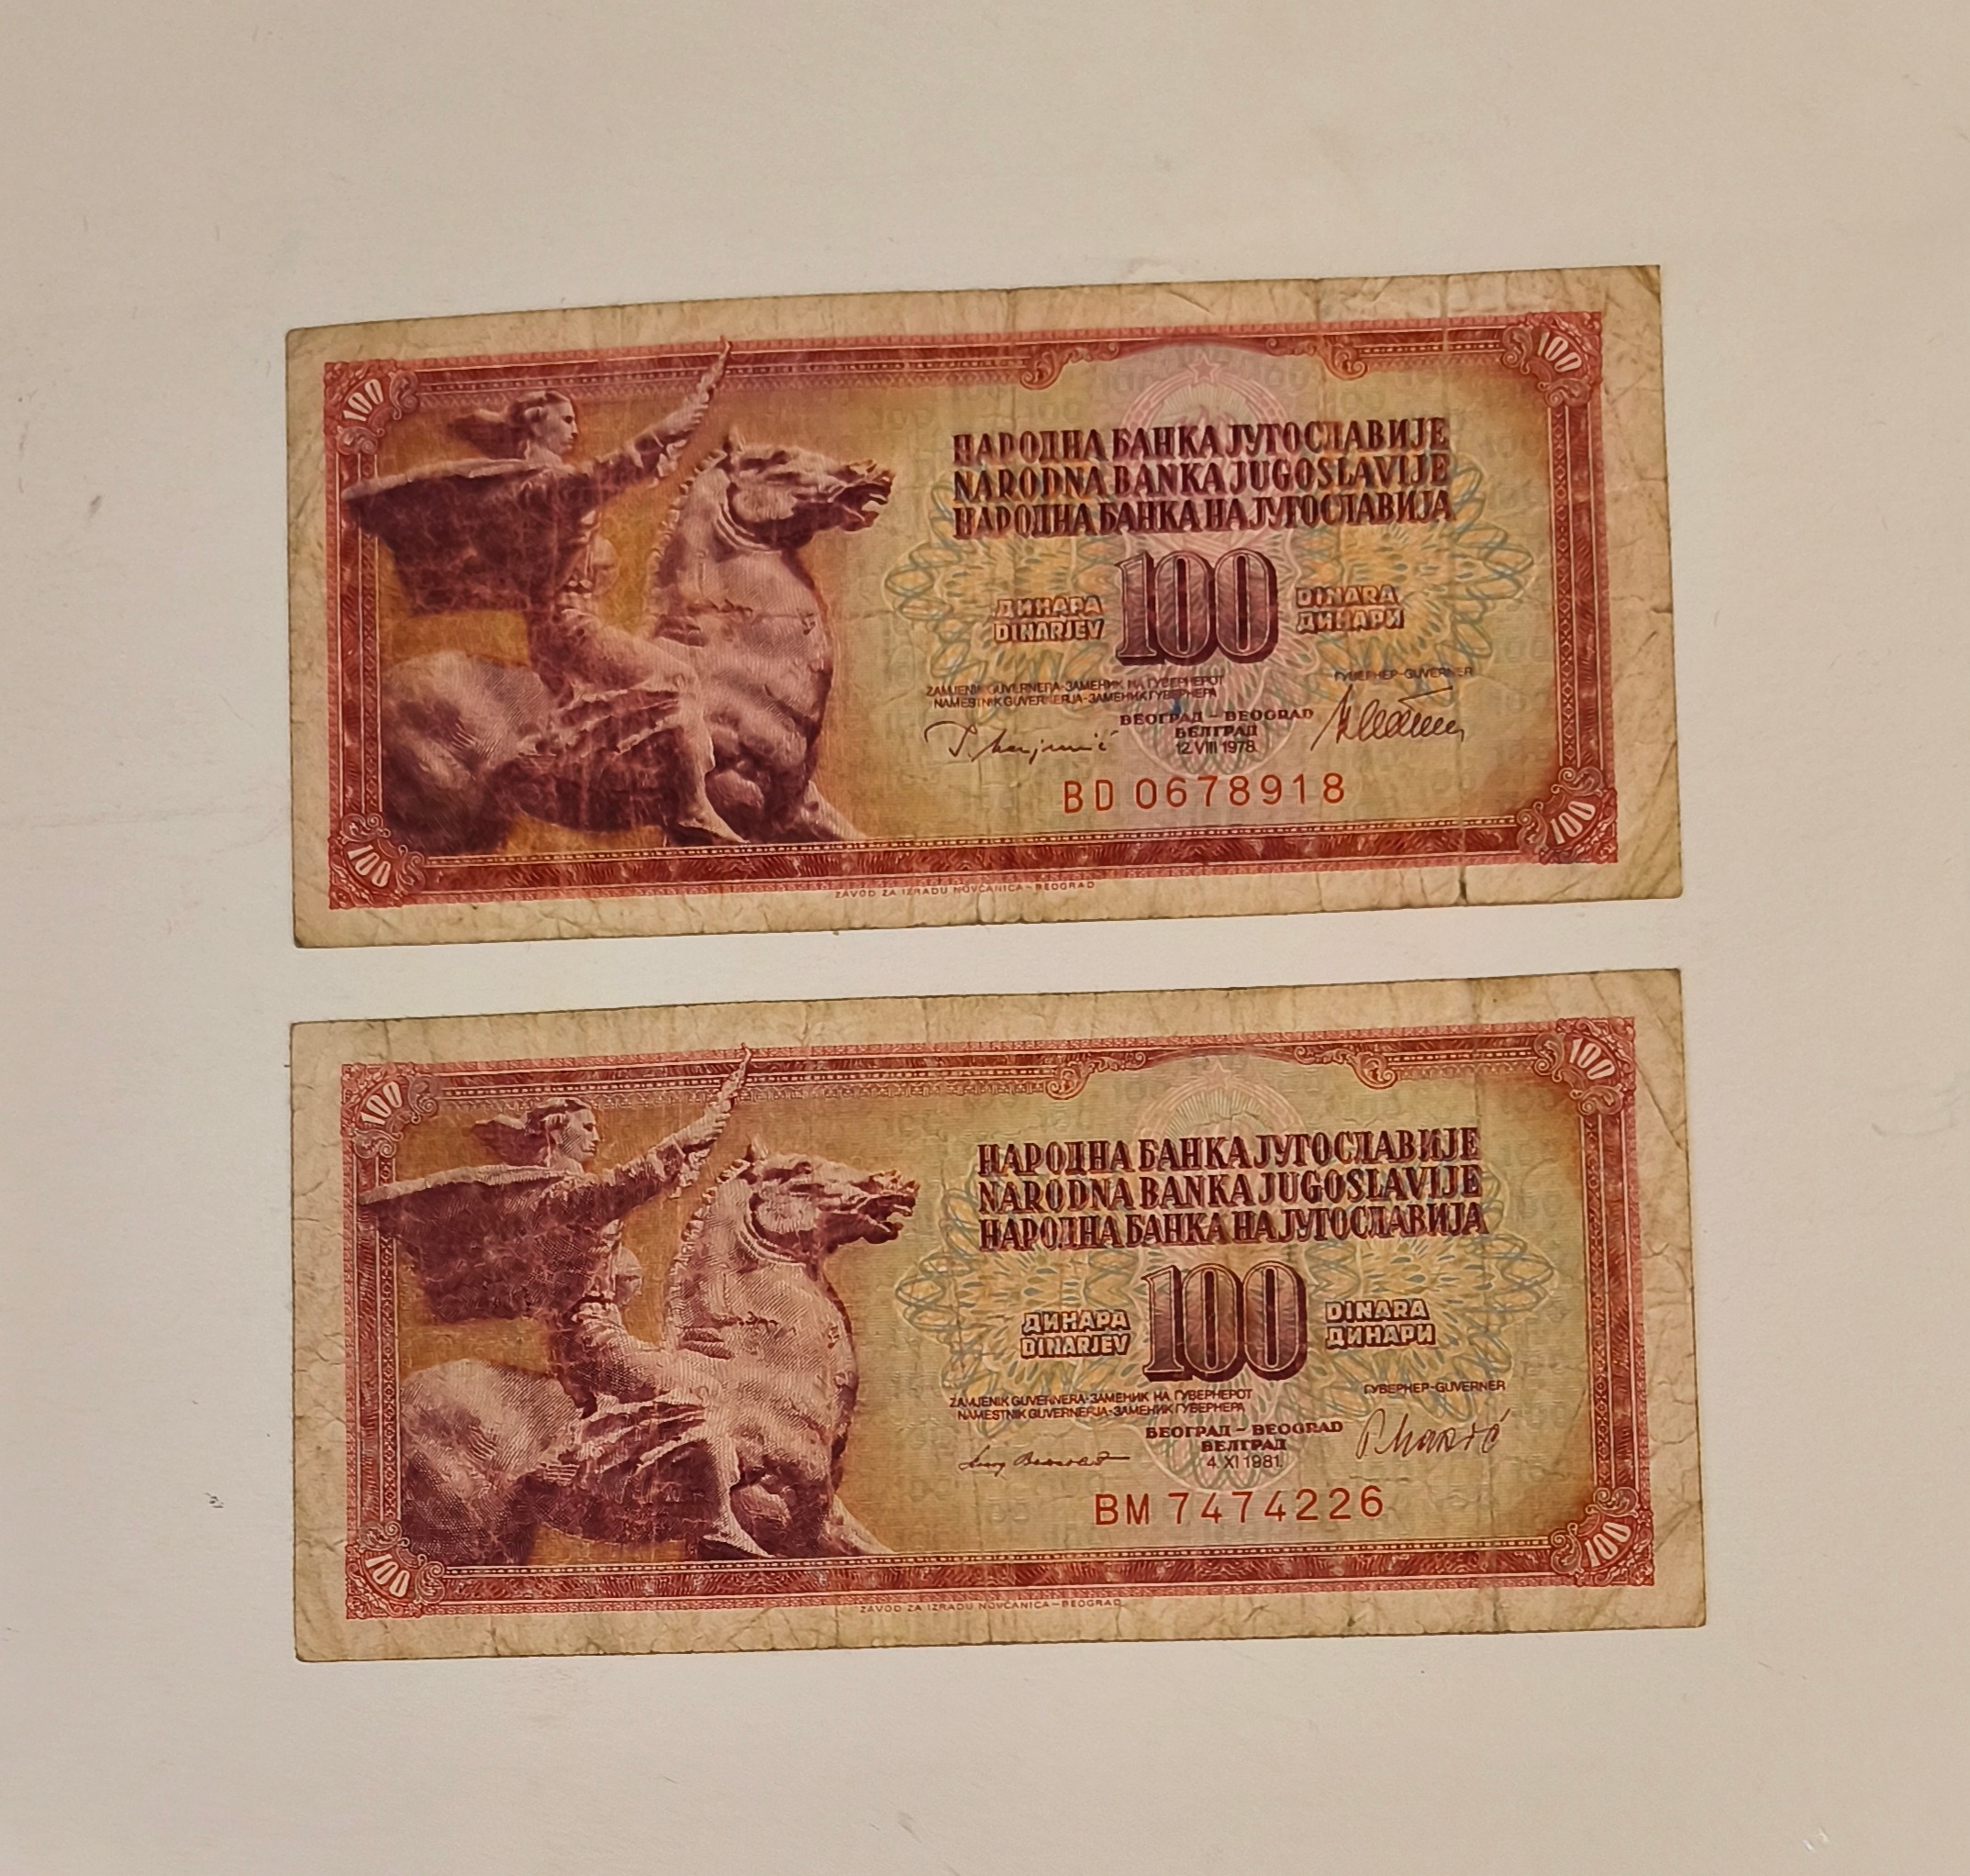 100
100
НАРОДНА БАНКА ЈУГОСЛАВИЈЕ
NARODNA BANKA JUGOSLAVIJE
НАРОДНА БАНКА НА ЈУГОСЛАВИЈА
ДИНАРА 100 DINARA
DINARJEV ДИНАРИ
ZAMJENIK GUVERNERA-ЗАМЕНИК НА ГУВЕРНЕРОТ ГУВЕРНЕР-GUVERNER
NAMESTNIK GUVERNERJA-ЗАМЕНИК ГУВЕРНЕРА
БЕОГРАД - BEOGRAD
БЕЛГРАД
12. VIII 1978.
BD 0678918
100
100
ZAVOD ZA IZRADU NOVČANICA - BEOGRAD
100
100
НАРОДНА БАНКА ЈУГОСЛАВИЈЕ
NARODNA BANKA JUGOSLAVIJE
НАРОДНА БАНКА НА ЈУГОСЛАВИЈА
ДИНАРА 100 DINARA
DINARJEV ДИНАРИ
ZAMJENIK GUVERNERA-ЗАМЕНИК НА ГУВЕРНЕРОТ ГУВЕРНЕР-GUVERNER
NAMESTNIK GUVERNERJA-ЗАМЕНИК ГУВЕРНЕРА
БЕОГРАД - BEOGRAD
БЕЛГРАД
4. XI 1981.
BM 7474226
100
100
ZAVOD ZA IZRADU NOVČANICA - BEOGRAD